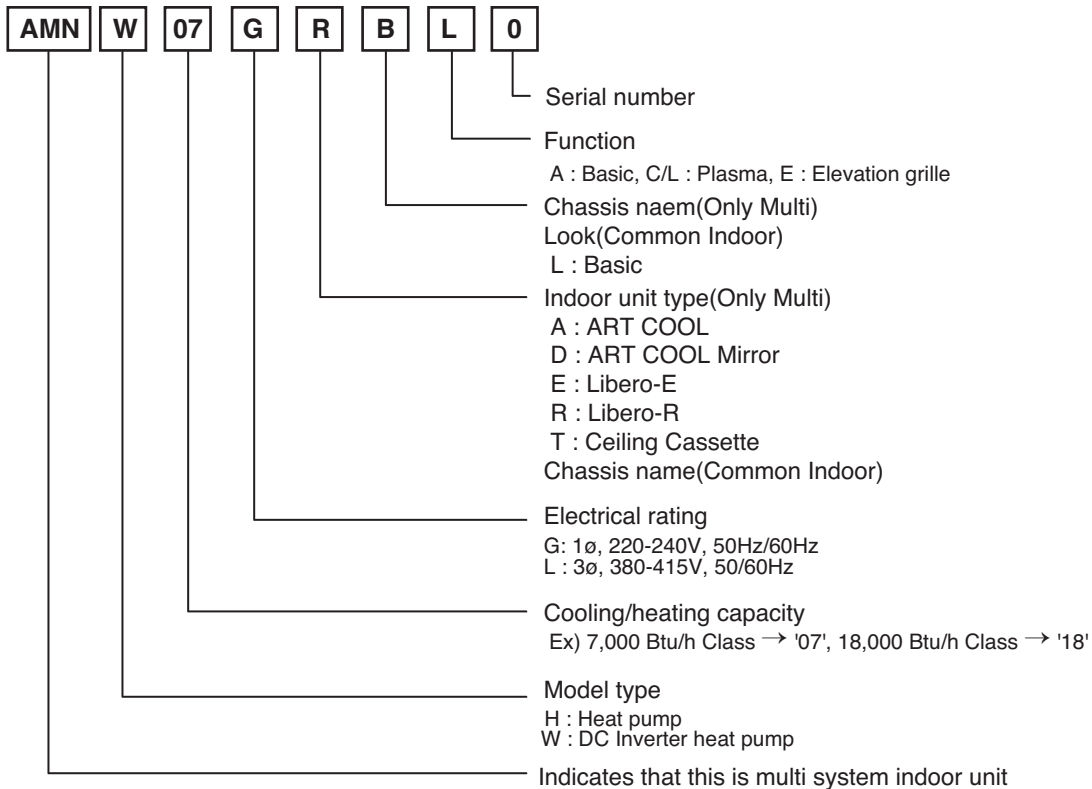 AMN W 07 G R B L 0
Serial number
Function
A : Basic, C/L : Plasma, E : Elevation grille
Chassis naem(Only Multi)
Look(Common Indoor)
L : Basic
Indoor unit type(Only Multi)
A : ART COOL
D : ART COOL Mirror
E : Libero-E
R : Libero-R
T : Ceiling Cassette
Chassis name(Common Indoor)
Electrical rating
G: 1ø, 220-240V, 50Hz/60Hz
L : 3ø, 380-415V, 50/60Hz
Cooling/heating capacity
Ex) 7,000 Btu/h Class → '07', 18,000 Btu/h Class → '18'
Model type
H : Heat pump
W : DC Inverter heat pump
Indicates that this is multi system indoor unit